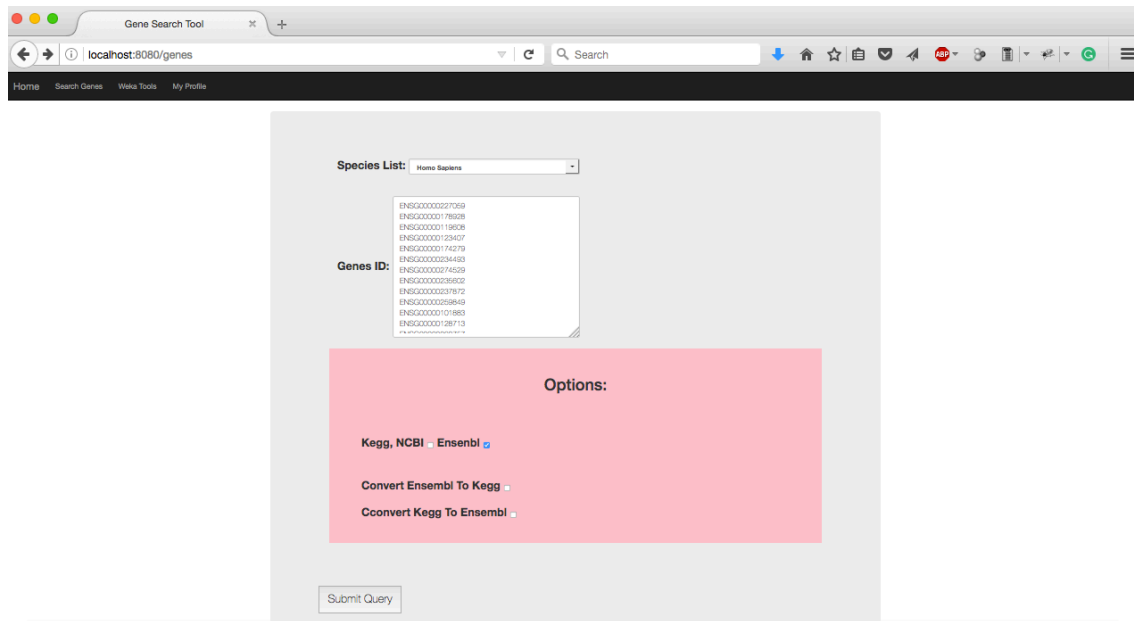 Gene Search Tool
localhost:8080/genes
Search
ABP
G
Home Search Genes Weka Tools My Profile
Species List: Homo Sapiens
Genes ID:
ENSG00000227059
ENSG00000178928
ENSG00000119608
ENSG00000123407
ENSG00000174279
ENSG00000234493
ENSG00000274529
ENSG00000235602
ENSG00000237872
ENSG00000259849
ENSG00000101883
ENSG00000128713
Options:
Kegg, NCBI Ensenbl
Convert Ensembl To Kegg
Cconvert Kegg To Ensembl
Submit Query